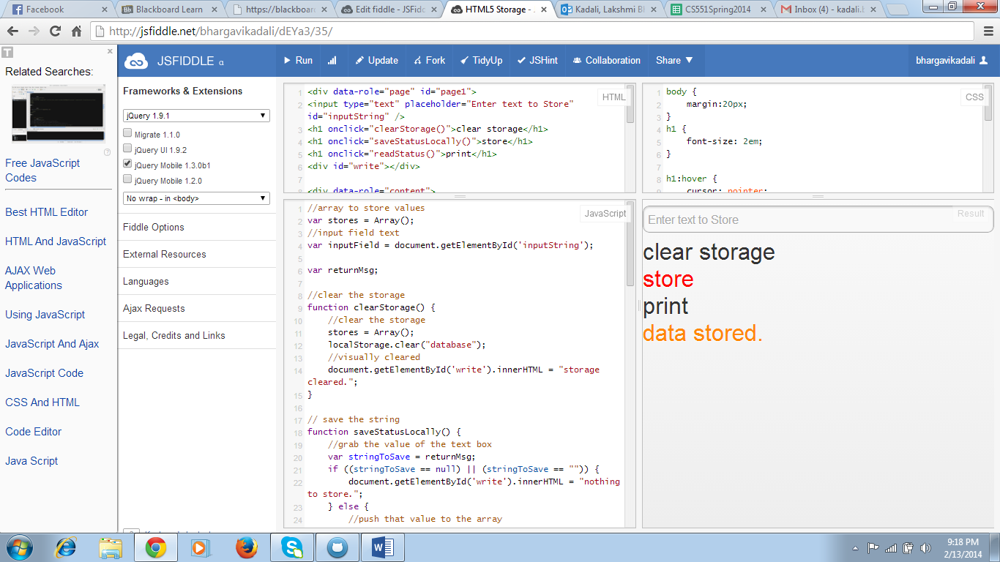 Facebook
Blackboard Learn
https://blackboar
Edit fiddle - JSFidd
HTML5 Storage -
Kadali, Lakshmi Bh
CS551Spring2014
Inbox (4) - kadali.b
http://jsfiddle.net/bhargavikadali/dEYa3/35/
T
Related Searches:
Free JavaScript
Codes
Best HTML Editor
HTML And JavaScript
AJAX Web
Applications
Using JavaScript
JavaScript And Ajax
JavaScript Code
CSS And HTML
Code Editor
Java Script
JSFIDDLE α
Run
Update
Fork
TidyUp
JSHint
Collaboration
Share
bhargavikadali
Frameworks & Extensions
jQuery 1.9.1
Migrate 1.1.0
jQuery UI 1.9.2
jQuery Mobile 1.3.0b1
jQuery Mobile 1.2.0
No wrap - in <body>
Fiddle Options
External Resources
Languages
Ajax Requests
Legal, Credits and Links
HTML
1 <div data-role="page" id="page1">
2 <input type="text" placeholder="Enter text to Store"
id="inputString" />
3 <h1 onclick="clearStorage()">clear storage</h1>
4 <h1 onclick="saveStatusLocally()">store</h1>
5 <h1 onclick="readStatus()">print</h1>
6 <div id="write"></div>
7
8 <div data-role="content">
CSS
1 body {
2     margin:20px;
3 }
4 h1 {
5     font-size: 2em;
6 }
7
8 h1:hover {
9     cursor: pointer;
JavaScript
1 //array to store values
2 var stores = Array();
3 //input field text
4 var inputField = document.getElementById('inputString');
5
6 var returnMsg;
7
8 //clear the storage
9 function clearStorage() {
10     //clear the storage
11     stores = Array();
12     localStorage.clear("database");
13     //visually cleared
14     document.getElementById('write').innerHTML = "storage
cleared.";
15 }
16
17 // save the string
18 function saveStatusLocally() {
19     //grab the value of the text box
20     var stringToSave = returnMsg;
21     if ((stringToSave == null) || (stringToSave == "")) {
22         document.getElementById('write').innerHTML = "nothing
to store.";
23     } else {
24         //push that value to the array
Enter text to Store
Result
clear storage
store
print
data stored.
9:18 PM
2/13/2014